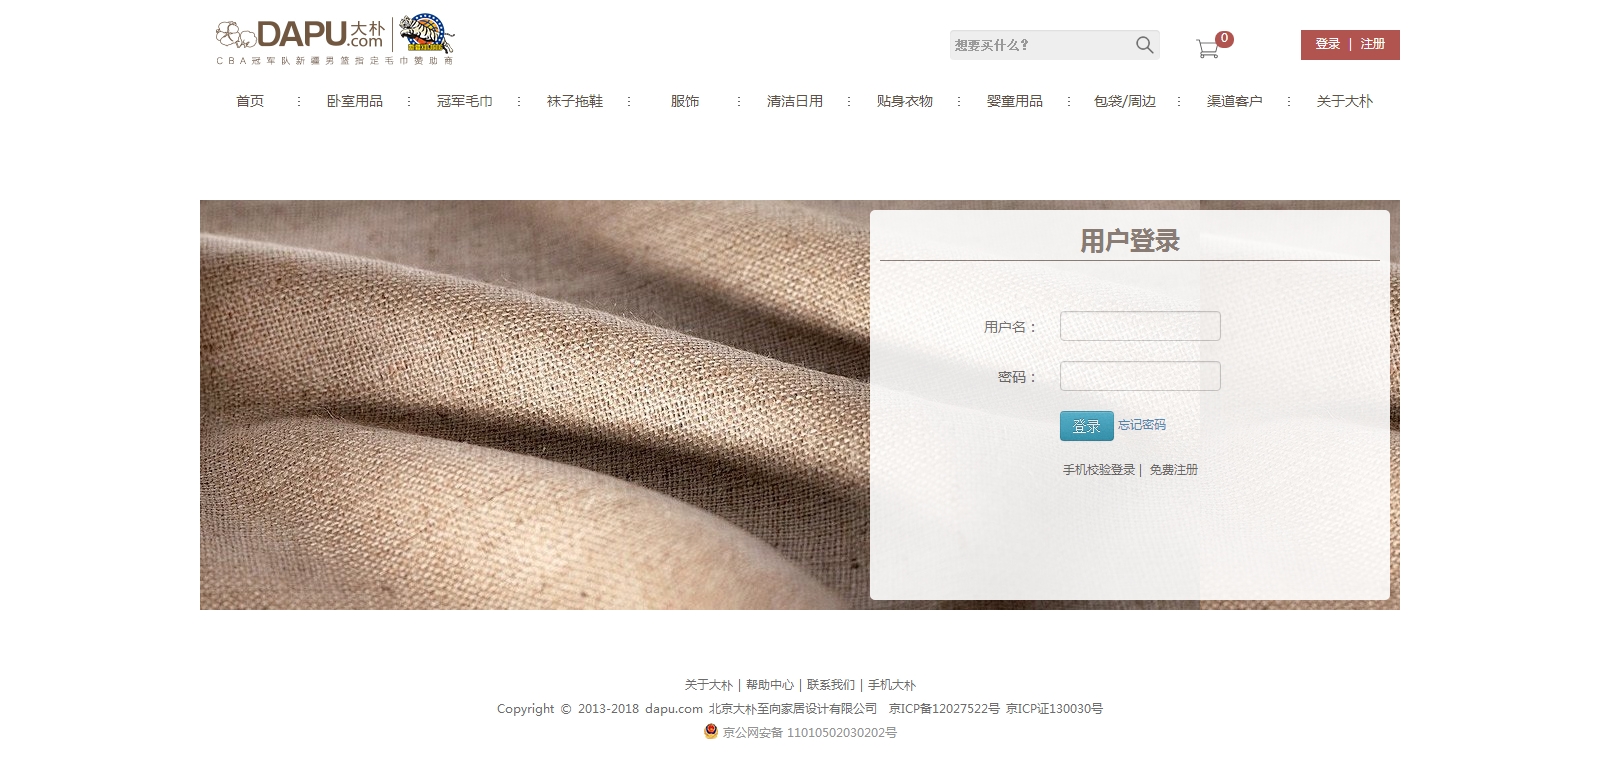 DAPU大朴
.com
CBA冠军队新疆男篮指定毛巾赞助商
想要买什么?
0
登录 | 注册
首页 ⋮ 卧室用品 ⋮ 冠军毛巾 ⋮ 袜子拖鞋 ⋮ 服饰 ⋮ 清洁日用 ⋮ 贴身衣物 ⋮ 婴童用品 ⋮ 包袋/周边 ⋮ 渠道客户 ⋮ 关于大朴
用户登录
用户名：
密码：
登录 忘记密码
手机校验登录 | 免费注册
关于大朴 | 帮助中心 | 联系我们 | 手机大朴
Copyright © 2013-2018 dapu.com 北京大朴至向家居设计有限公司 京ICP备12027522号 京ICP证130030号
京公网安备 11010502030202号